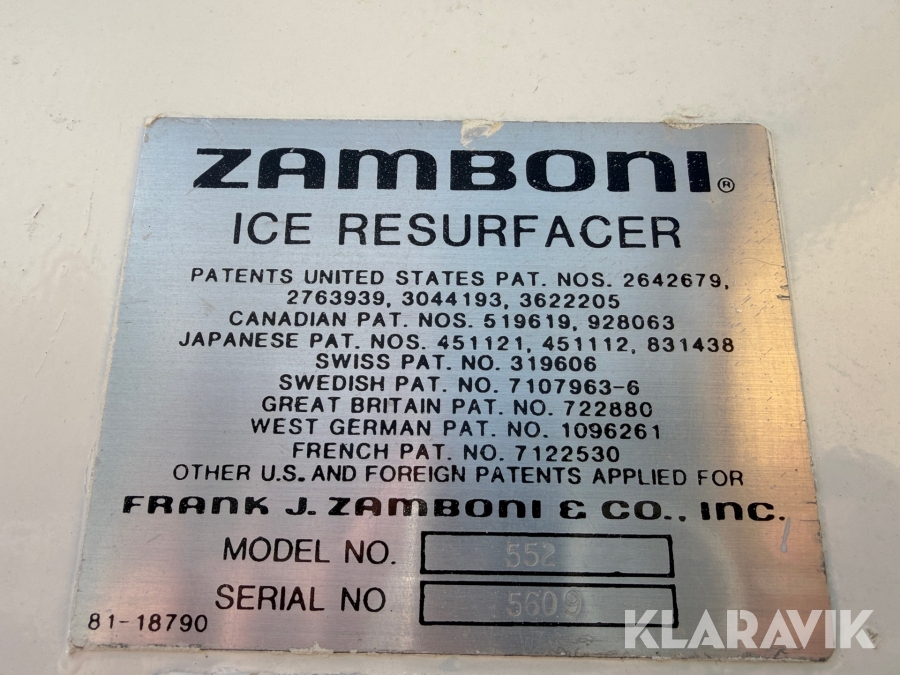 ZAMBONI®
ICE RESURFACER
PATENTS UNITED STATES PAT. NOS. 2642679,
2763939, 3044193, 3622205
CANADIAN PAT. NOS. 519619, 928063
JAPANESE PAT. NOS. 451121, 451112, 831438
SWISS PAT. NO. 319606
SWEDISH PAT. NO. 7107963-6
GREAT BRITAIN PAT. NO. 722880
WEST GERMAN PAT. NO. 1096261
FRENCH PAT. NO. 7122530
OTHER U.S. AND FOREIGN PATENTS APPLIED FOR
FRANK J. ZAMBONI & CO., INC.
MODEL NO. 552
SERIAL NO 5609
81-18790
KLARAVIK